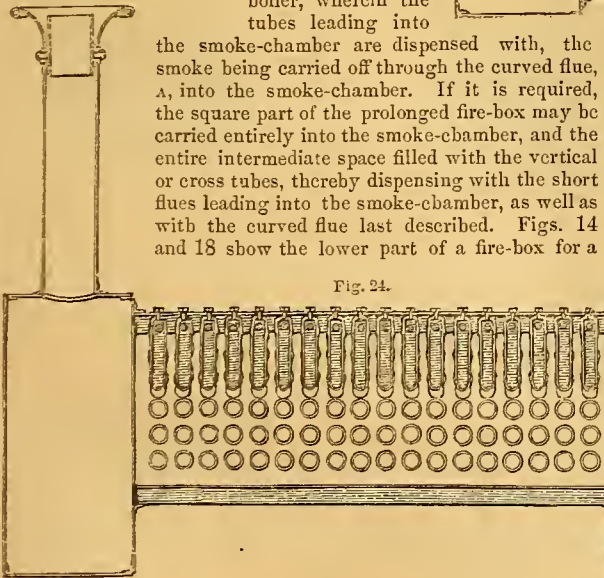 boiler, wherein the
tubes leading into
the smoke-chamber are dispensed with, the
smoke being carried off through the curved flue,
A, into the smoke-chamber. If it is required,
the square part of the prolonged fire-box may be
carried entirely into the smoke-chamber, and the
entire intermediate space filled with the vertical
or cross tubes, thereby dispensing with the short
flues leading into the smoke-chamber, as well as
with the curved flue last described. Figs. 14
and 18 show the lower part of a fire-box for a
Fig. 24.